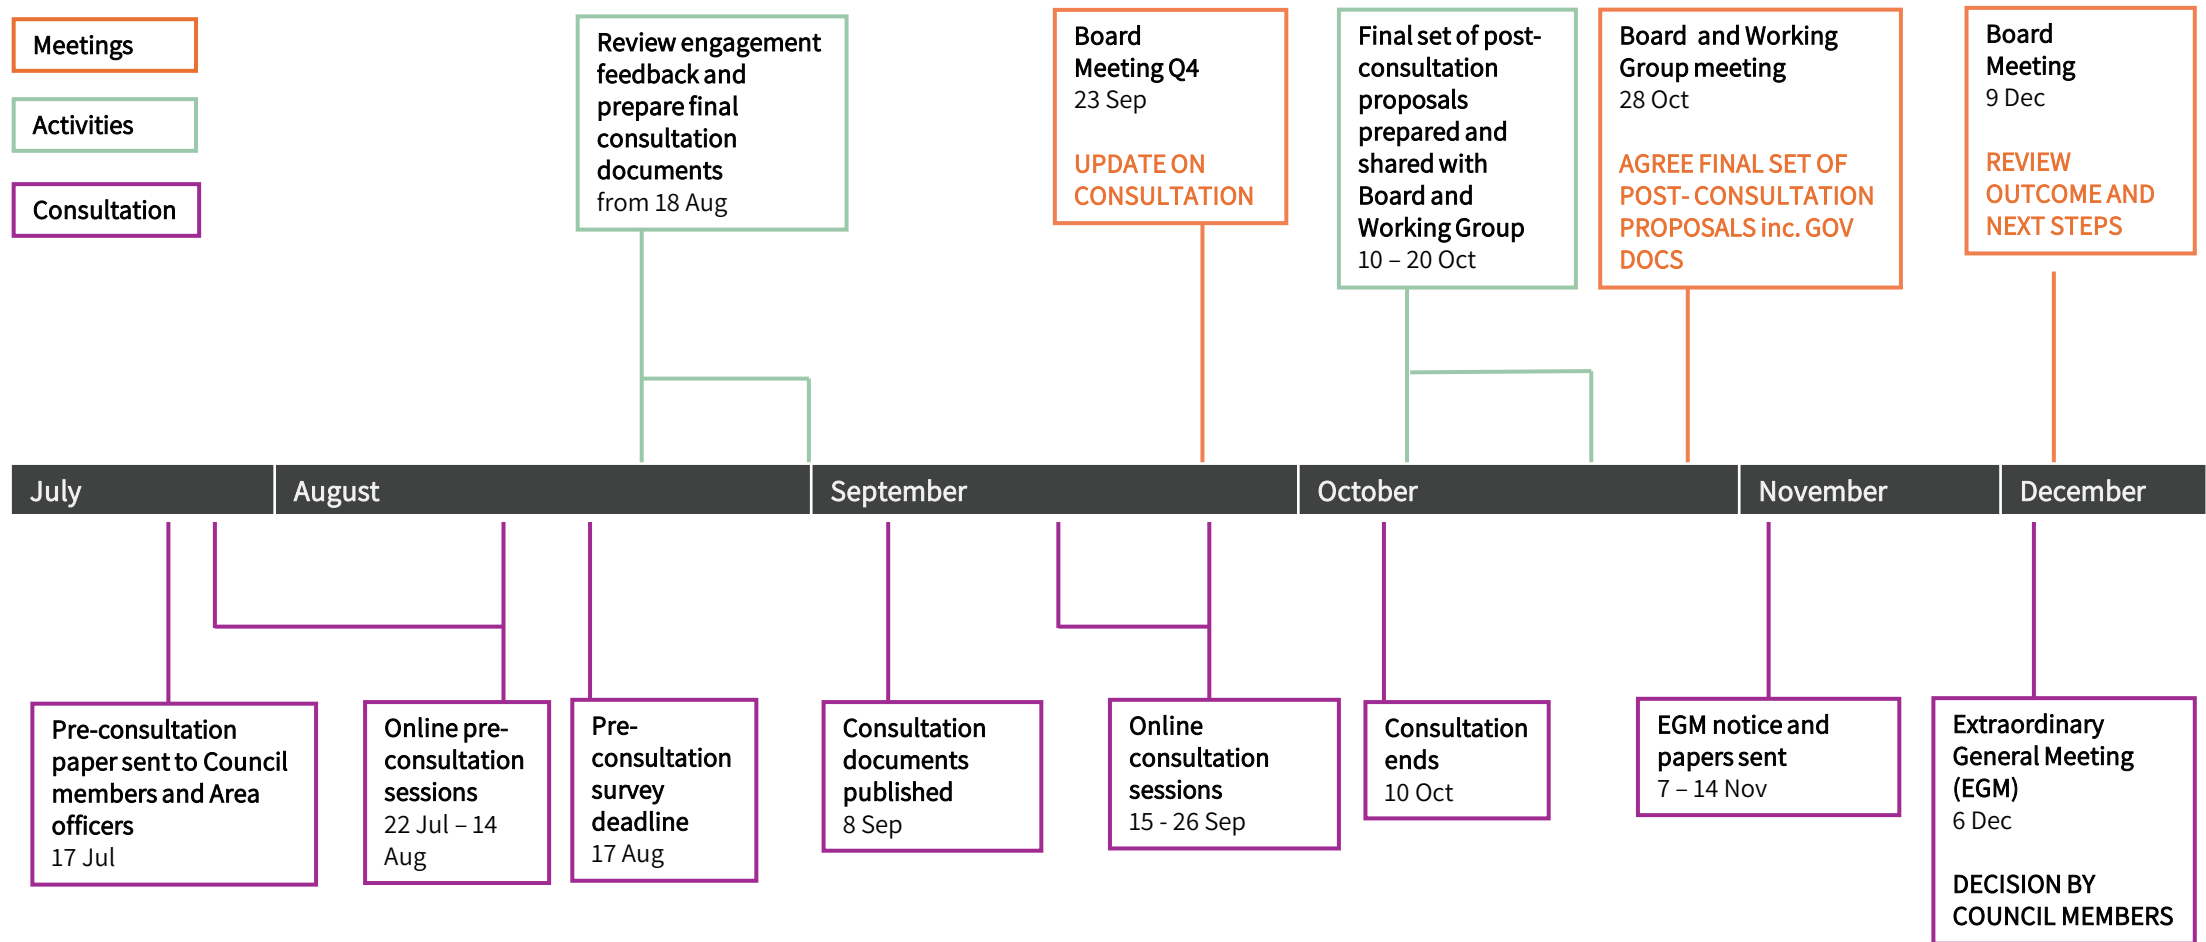 Meetings
Activities
Consultation
Review engagement
feedback and
prepare final
consultation
documents
from 18 Aug
Board
Meeting Q4
23 Sep
UPDATE ON
CONSULTATION
Final set of post-
consultation
proposals
prepared and
shared with
Board and
Working Group
10 – 20 Oct
Board and Working
Group meeting
28 Oct
AGREE FINAL SET OF
POST- CONSULTATION
PROPOSALS inc. GOV
DOCS
Board
Meeting
9 Dec
REVIEW
OUTCOME AND
NEXT STEPS
July
August
September
October
November
December
Pre-consultation
paper sent to Council
members and Area
officers
17 Jul
Online pre-
consultation
sessions
22 Jul – 14
Aug
Pre-
consultation
survey
deadline
17 Aug
Consultation
documents
published
8 Sep
Online
consultation
sessions
15 - 26 Sep
Consultation
ends
10 Oct
EGM notice and
papers sent
7 – 14 Nov
Extraordinary
General Meeting
(EGM)
6 Dec
DECISION BY
COUNCIL MEMBERS